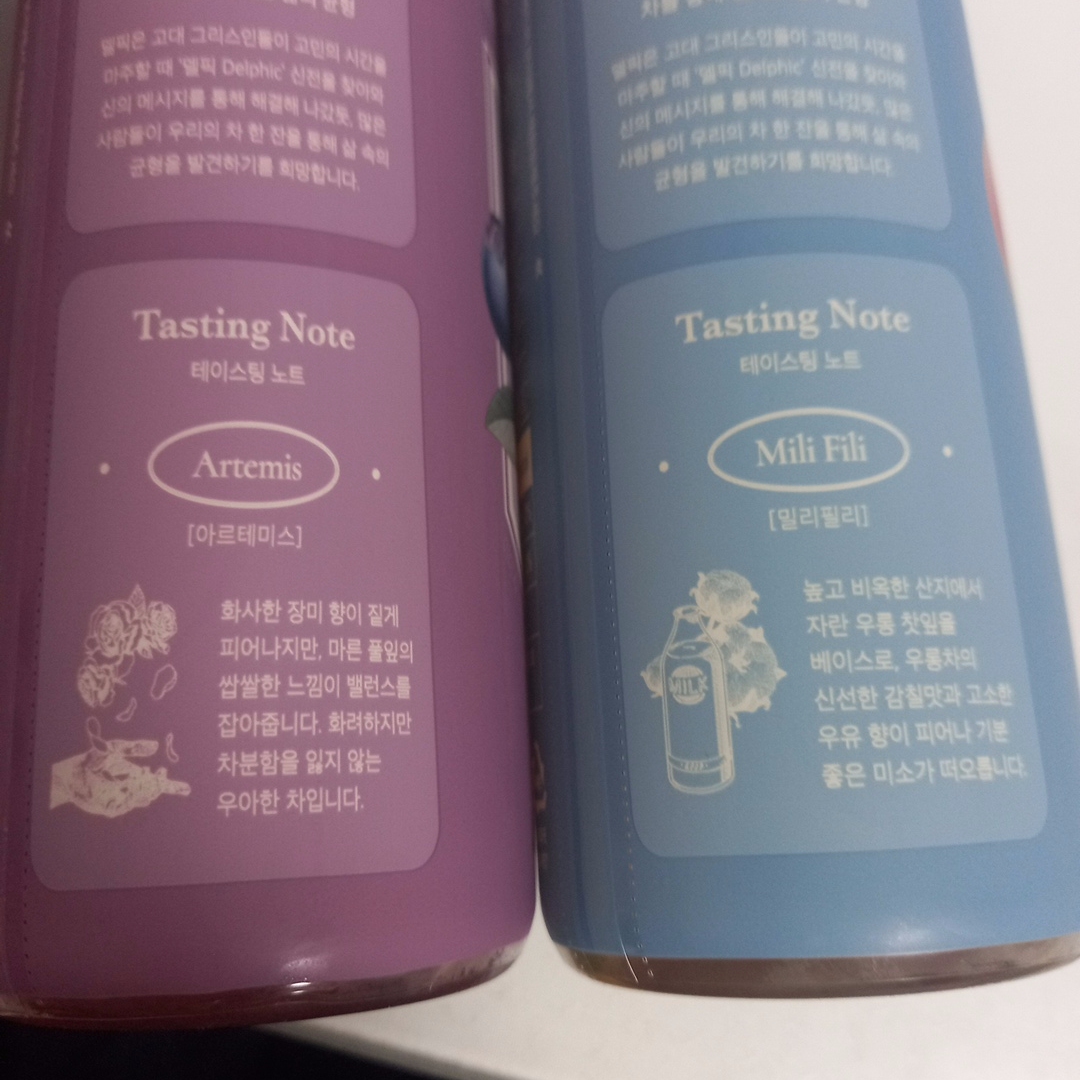 델픽은 고대 그리스인들이 고민의 시간을
마주할 때 '델픽 Delphic' 신전을 찾아와
신의 메시지를 통해 해결해 나갔듯, 많은
사람들이 우리의 차 한 잔을 통해 삶 속의
균형을 발견하기를 희망합니다.
Tasting Note
테이스팅 노트
Artemis
[아르테미스]
화사한 장미 향이 짙게
피어나지만, 마른 풀잎의
쌉쌀한 느낌이 밸런스를
잡아줍니다. 화려하지만
차분함을 잃지 않는
우아한 차입니다.
델픽은 고대 그리스인들이 고민의 시간을
마주할 때 '델픽 Delphic' 신전을 찾아와
신의 메시지를 통해 해결해 나갔듯, 많은
사람들이 우리의 차 한 잔을 통해 삶 속의
균형을 발견하기를 희망합니다.
Tasting Note
테이스팅 노트
Mili Fili
[밀리필리]
MILK
높고 비옥한 산지에서
자란 우롱 찻잎을
베이스로, 우롱차의
신선한 감칠맛과 고소한
우유 향이 피어나 기분
좋은 미소가 떠오릅니다.